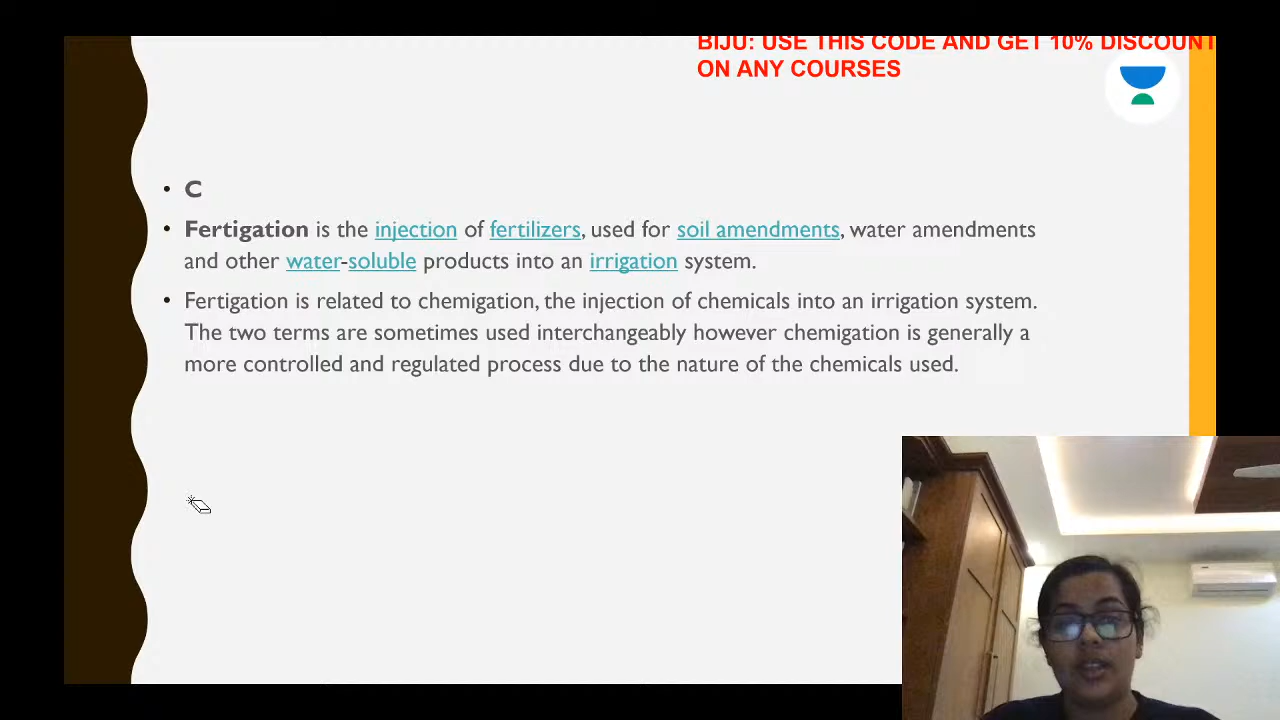 BIJU: USE THIS CODE AND GET 10% DISCOUNT
ON ANY COURSES
• C
• Fertigation is the injection of fertilizers, used for soil amendments, water amendments
and other water-soluble products into an irrigation system.
• Fertigation is related to chemigation, the injection of chemicals into an irrigation system.
The two terms are sometimes used interchangeably however chemigation is generally a
more controlled and regulated process due to the nature of the chemicals used.